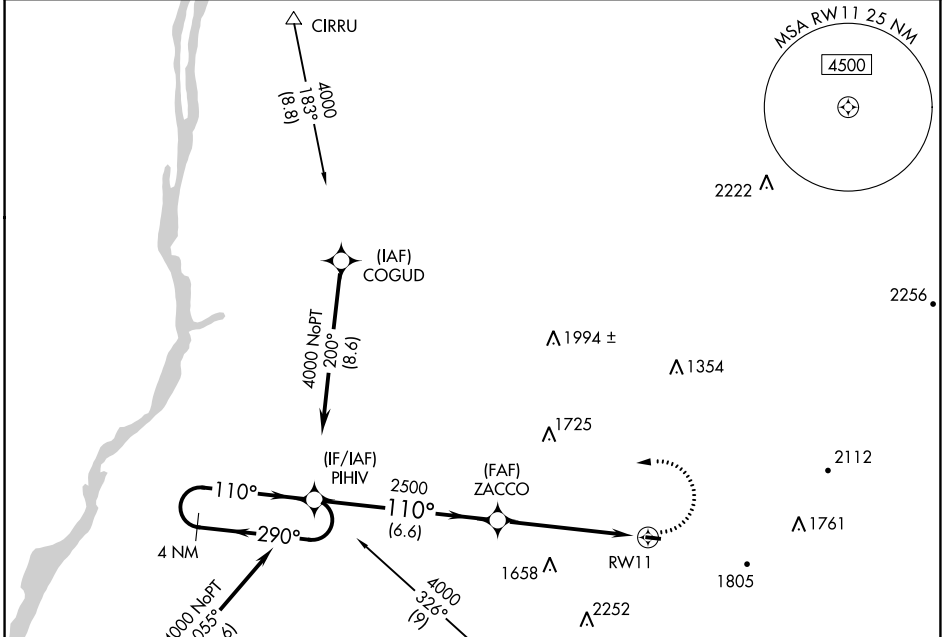 CIRRU
4000
183°
(8.8)
MSA RW11 25 NM
4500
2222
(IAF)
COGUD
2256
4000 NoPT
200°
(8.6)
1994 ±
1354
1725
(IF/IAF)
PIHIV
2500
110°
(6.6)
(FAF)
ZACCO
2112
110°
290°
4 NM
1761
RW11
1658
1805
4000 NoPT
055°
4000
326°
(9)
2252